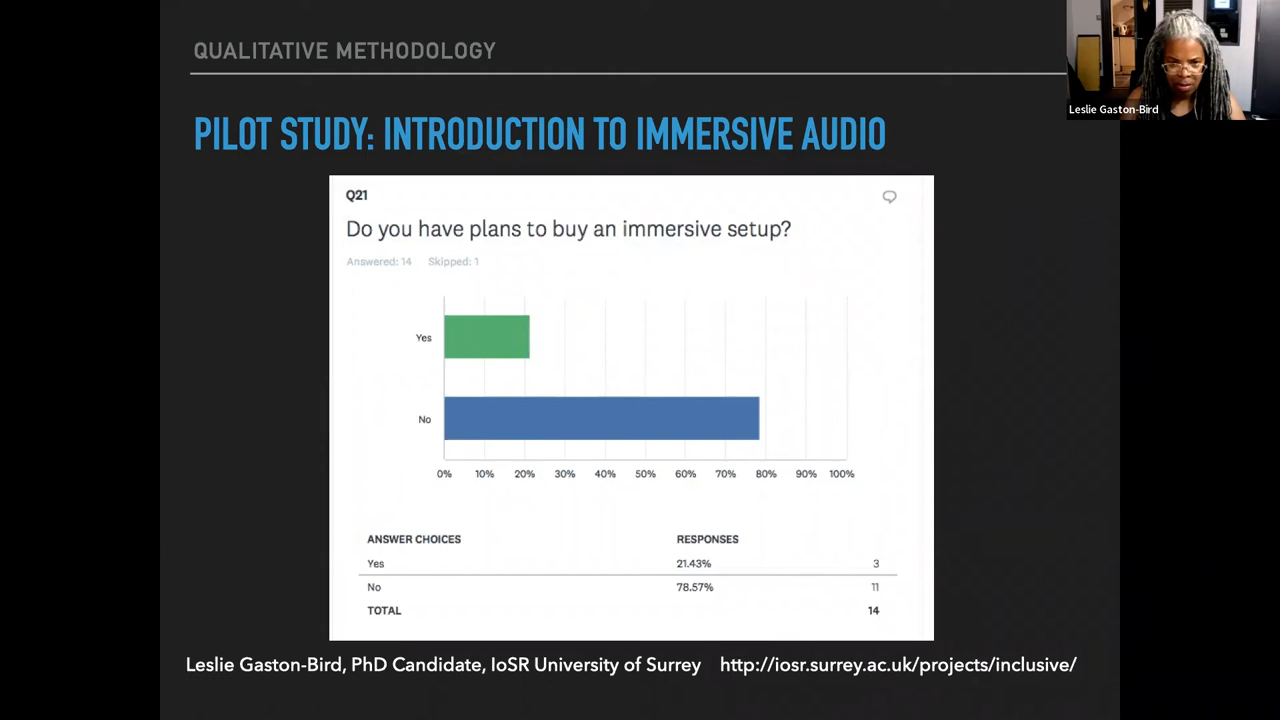 QUALITATIVE METHODOLOGY
Leslie Gaston-Bird
PILOT STUDY: INTRODUCTION TO IMMERSIVE AUDIO
Q21
Do you have plans to buy an immersive setup?
Answered: 14 Skipped: 1
Yes
No
0% 10% 20% 30% 40% 50% 60% 70% 80% 90% 100%
ANSWER CHOICES RESPONSES
Yes 21.43% 3
No 78.57% 11
TOTAL 14
Leslie Gaston-Bird, PhD Candidate, IoSR University of Surrey http://iosr.surrey.ac.uk/projects/inclusive/